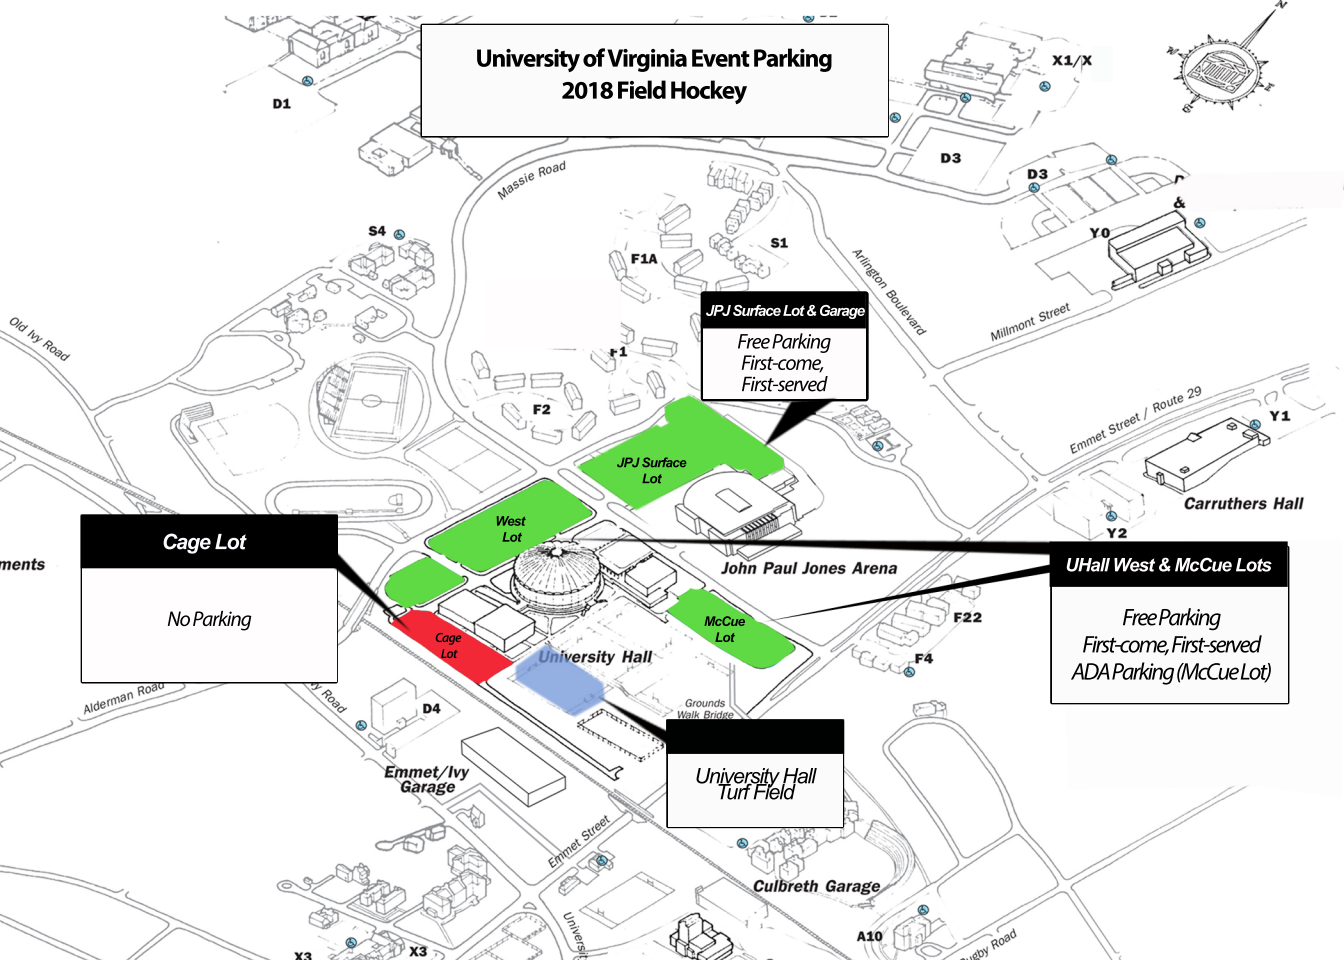 University of Virginia Event Parking
2018 Field Hockey
N
W
E
S
D1
X1/X
D3
D3
&
Y0
S4
Massie Road
S1
F1A
Arlington Boulevard
Millmont Street
Old Ivy Road
JPJ Surface Lot & Garage
Free Parking
First-come,
First-served
F1
F2
Emmet Street / Route 29
Y1
Carruthers Hall
Y2
JPJ Surface
Lot
West
Lot
John Paul Jones Arena
Cage Lot
No Parking
ments
UHall West & McCue Lots
Free Parking
First-come, First-served
ADA Parking (McCue Lot)
McCue
Lot
Cage
Lot
University Hall
F22
F4
Grounds
Walk Bridge
Alderman Road
vy Road
D4
Emmet/Ivy
Garage
University Hall
Turf Field
Emmet Street
Culbreth Garage
Universit
A10
Rugby Road
X3
X3